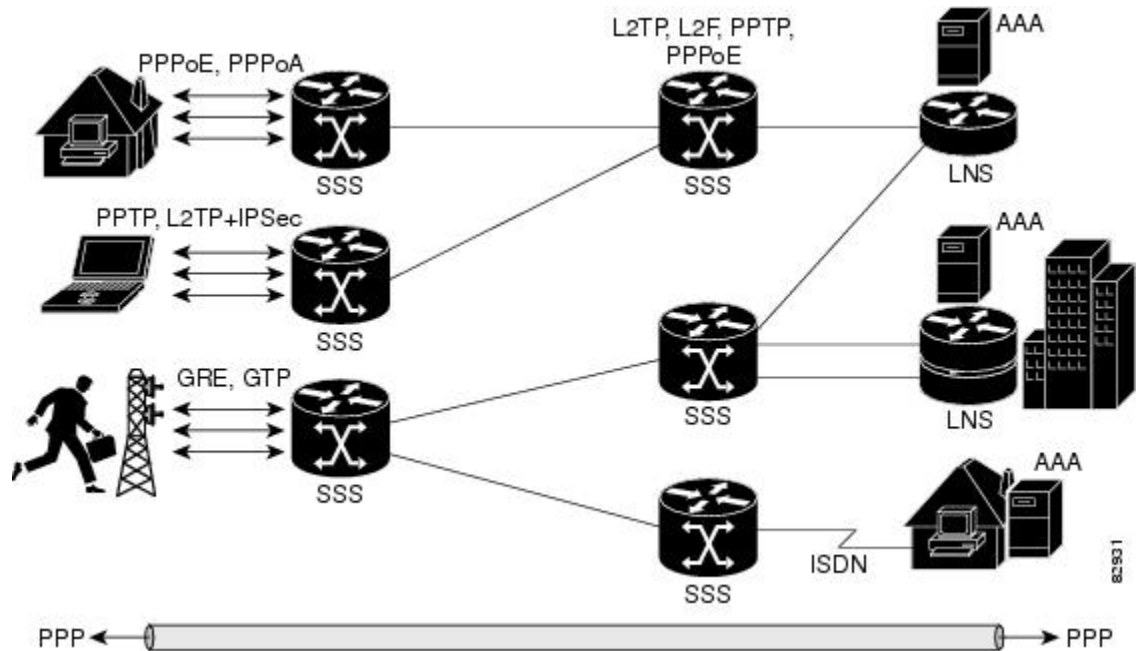 L2TP, L2F, PPTP,
PPPoE
AAA
PPPoE, PPPoA
SSS
SSS
LNS
PPTP, L2TP+IPSec
AAA
SSS
GRE, GTP
SSS
LNS
SSS
AAA
ISDN
SSS
82931
PPP
PPP